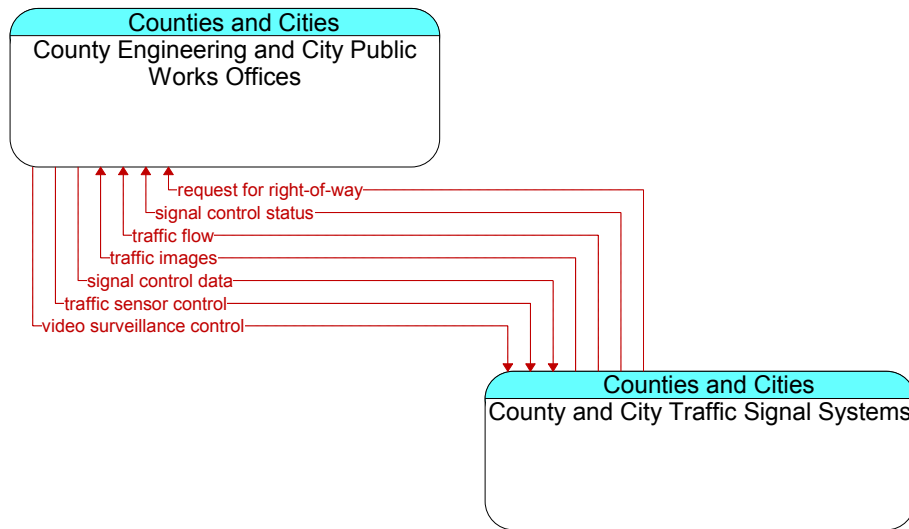 Counties and Cities
County Engineering and City Public
Works Offices
request for right-of-way
signal control status
traffic flow
traffic images
signal control data
traffic sensor control
video surveillance control
Counties and Cities
County and City Traffic Signal Systems